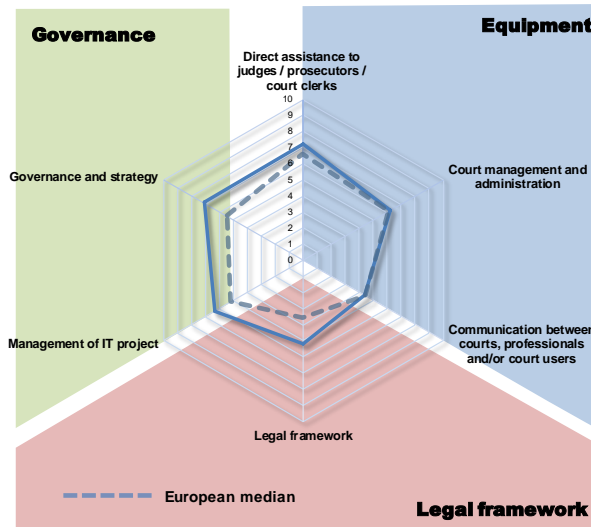 Governance
Equipment
Direct assistance to
judges / prosecutors /
court clerks
10
9
8
7
6
5
4
3
2
1
0
Governance and strategy
Court management and
administration
Management of IT project
Communication between
courts, professionals
and/or court users
Legal framework
European median
Legal framework